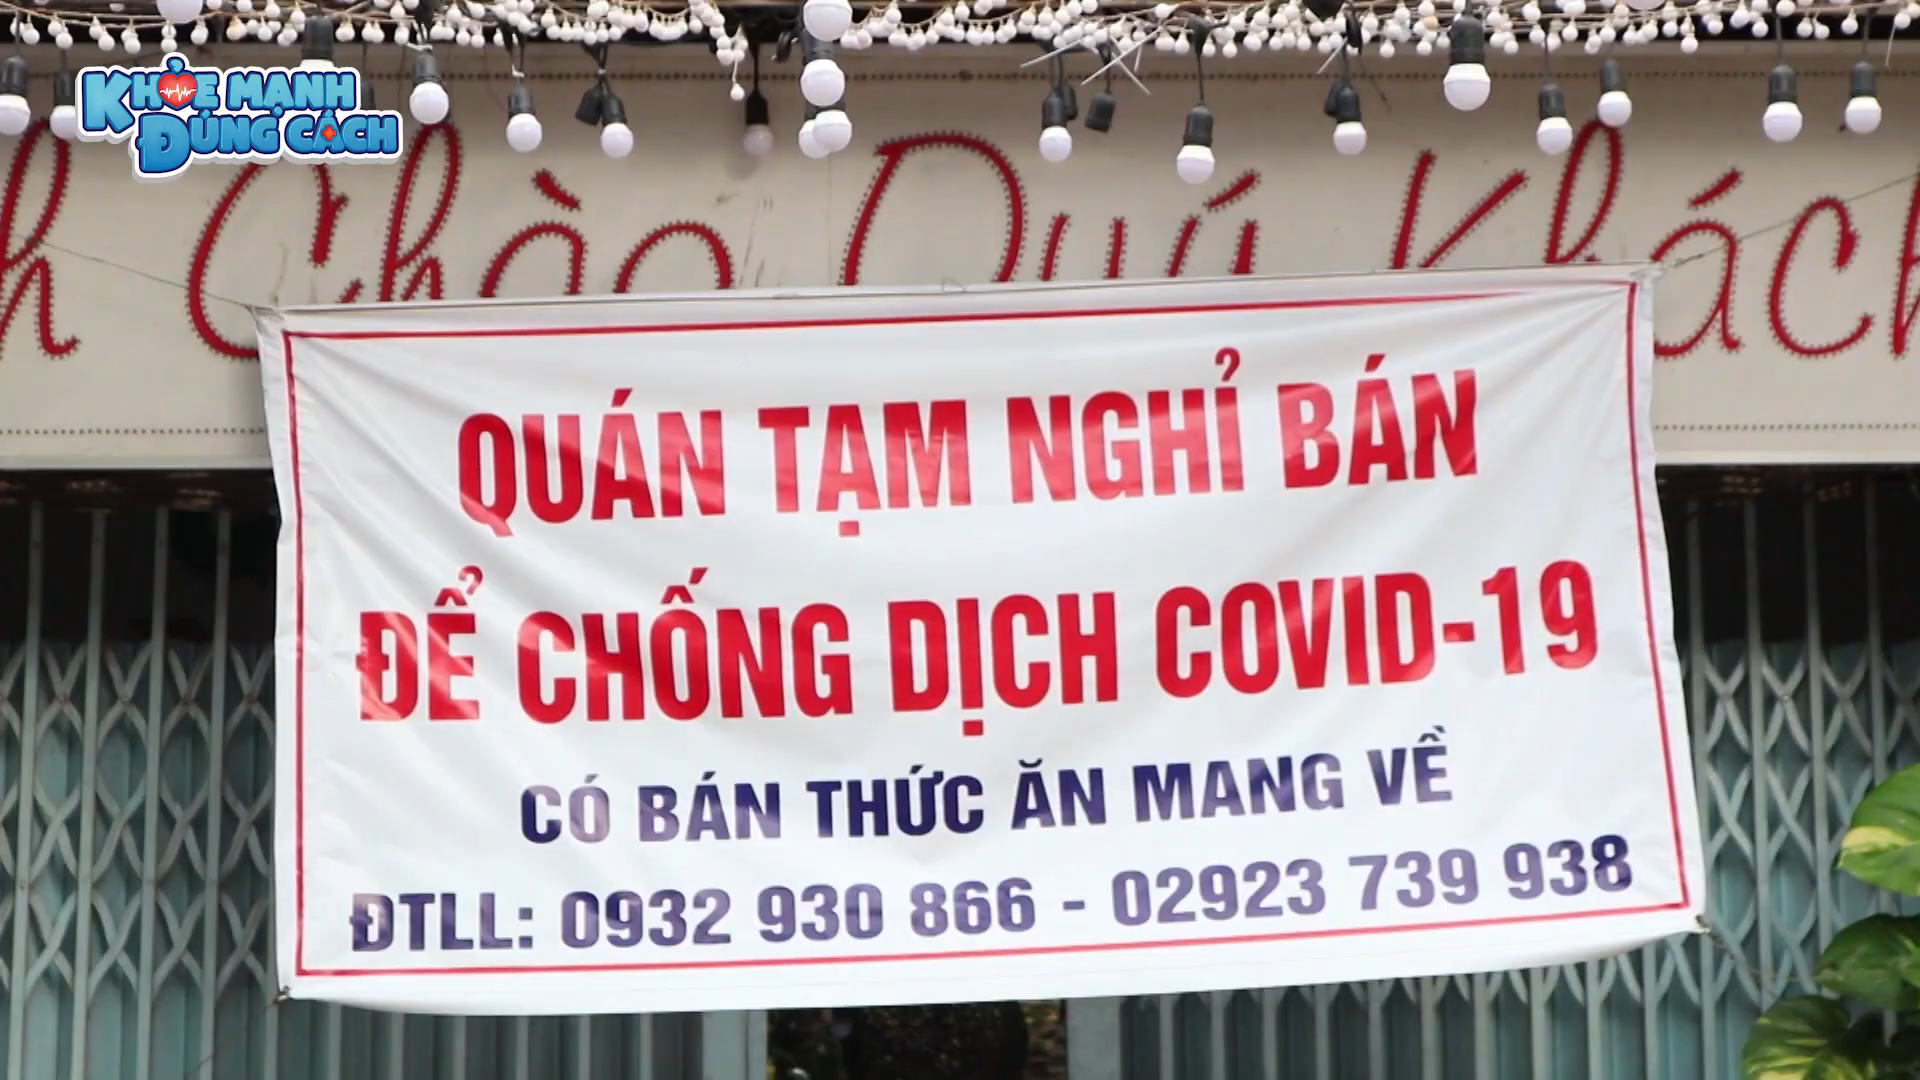 KHỎE MẠNH
ĐÚNG CÁCH
h Chào Quý Khách
QUÁN TẠM NGHỈ BÁN
ĐỂ CHỐNG DỊCH COVID-19
CÓ BÁN THỨC ĂN MANG VỀ
ĐTLL: 0932 930 866 - 02923 739 938